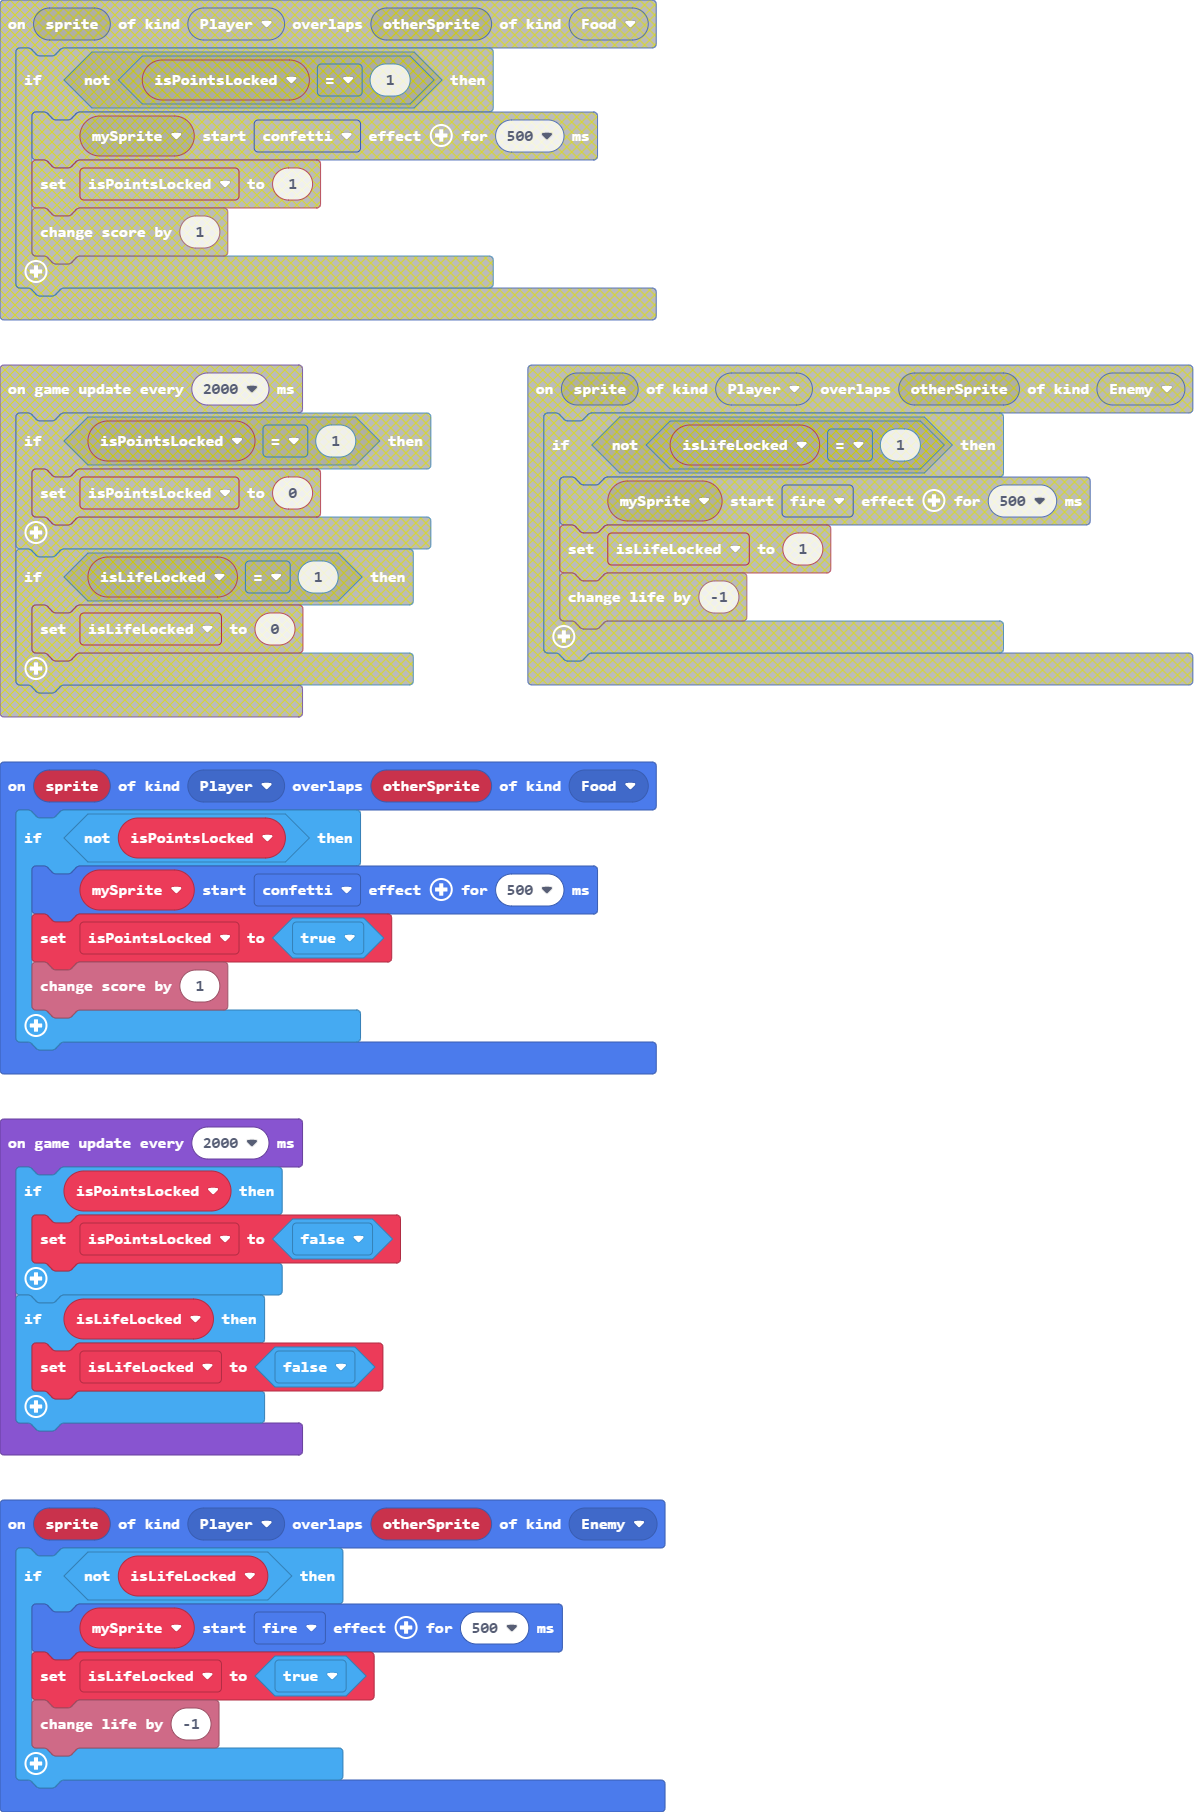 on sprite of kind Player overlaps otherSprite of kind Food
if not isPointsLocked = 1 then
mySprite start confetti effect for 500 ms
set isPointsLocked to 1
change score by 1
on game update every 2000 ms
if isPointsLocked = 1 then
set isPointsLocked to 0
if isLifeLocked = 1 then
set isLifeLocked to 0
on sprite of kind Player overlaps otherSprite of kind Enemy
if not isLifeLocked = 1 then
mySprite start fire effect for 500 ms
set isLifeLocked to 1
change life by -1
on sprite of kind Player overlaps otherSprite of kind Food
if not isPointsLocked then
mySprite start confetti effect for 500 ms
set isPointsLocked to true
change score by 1
on game update every 2000 ms
if isPointsLocked then
set isPointsLocked to false
if isLifeLocked then
set isLifeLocked to false
on sprite of kind Player overlaps otherSprite of kind Enemy
if not isLifeLocked then
mySprite start fire effect for 500 ms
set isLifeLocked to true
change life by -1